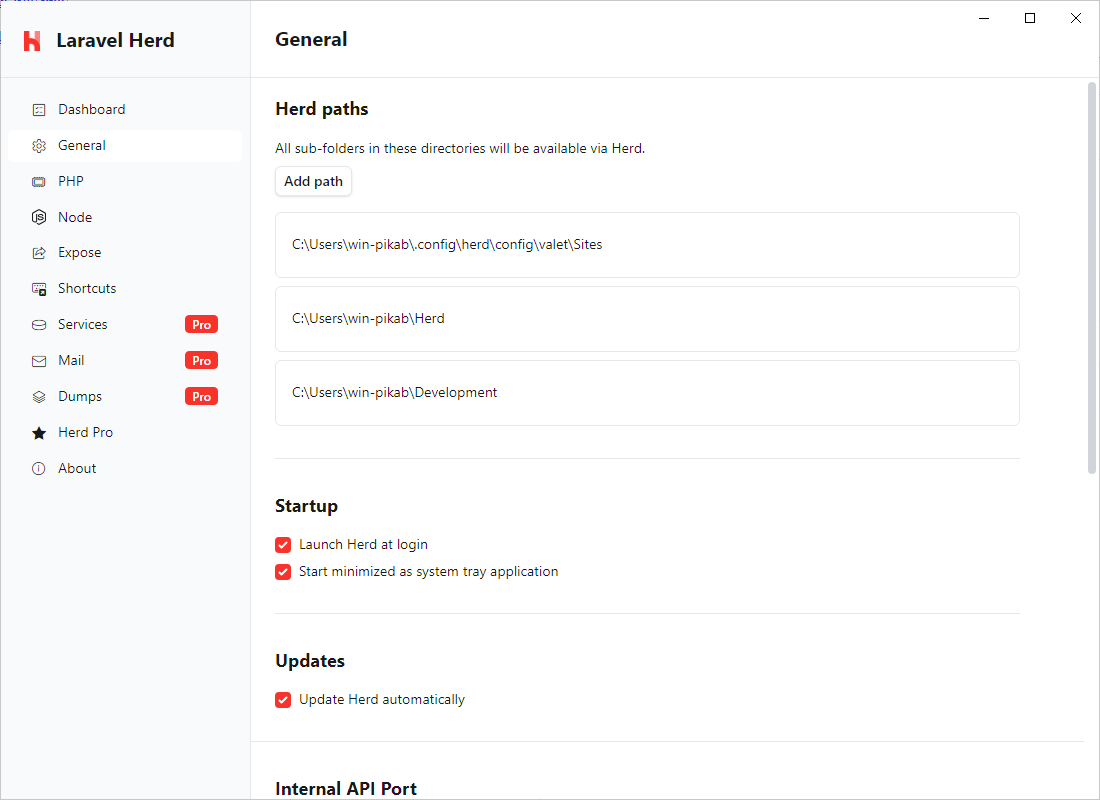 Laravel Herd
Dashboard
General
PHP
Node
Expose
Shortcuts
Services Pro
Mail Pro
Dumps Pro
Herd Pro
About
General
Herd paths
All sub-folders in these directories will be available via Herd.
Add path
C:\Users\win-pikab\.config\herd\config\valet\Sites
C:\Users\win-pikab\Herd
C:\Users\win-pikab\Development
Startup
Launch Herd at login
Start minimized as system tray application
Updates
Update Herd automatically
Internal API Port